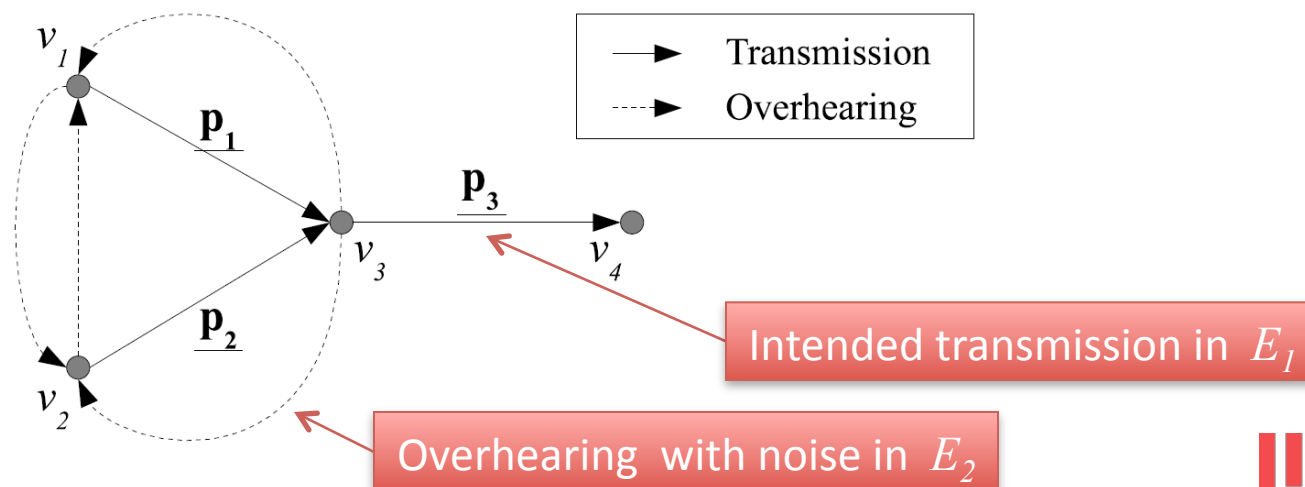 v1
Transmission
Overhearing
p1
p3
v3
v4
p2
Intended transmission in E1
v2
Overhearing with noise in E2